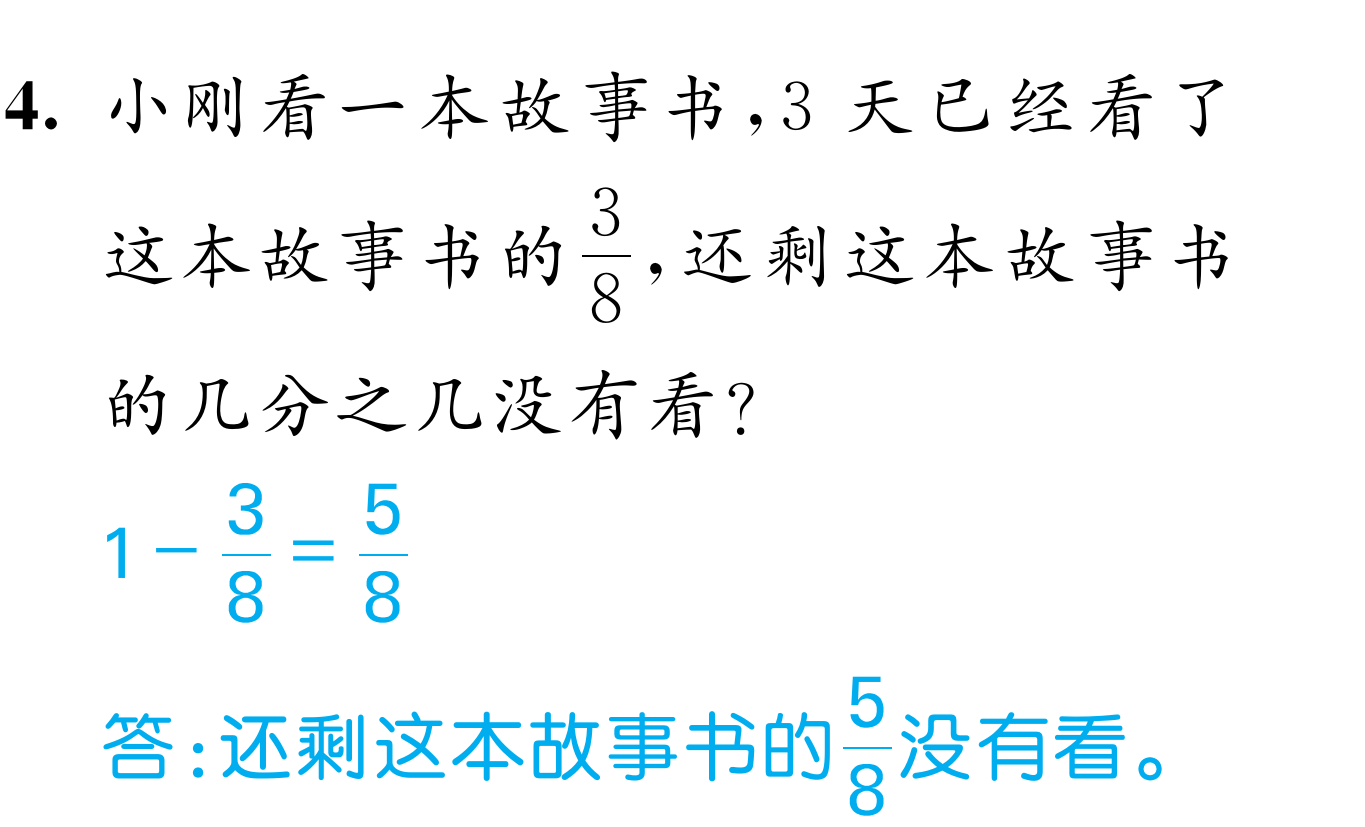 4. 小刚看一本故事书,3 天已经看了
这本故事书的 3/8 ,还剩这本故事书
的几分之几没有看?
1 − 3/8 = 5/8
答:还剩这本故事书的 5/8 没有看。